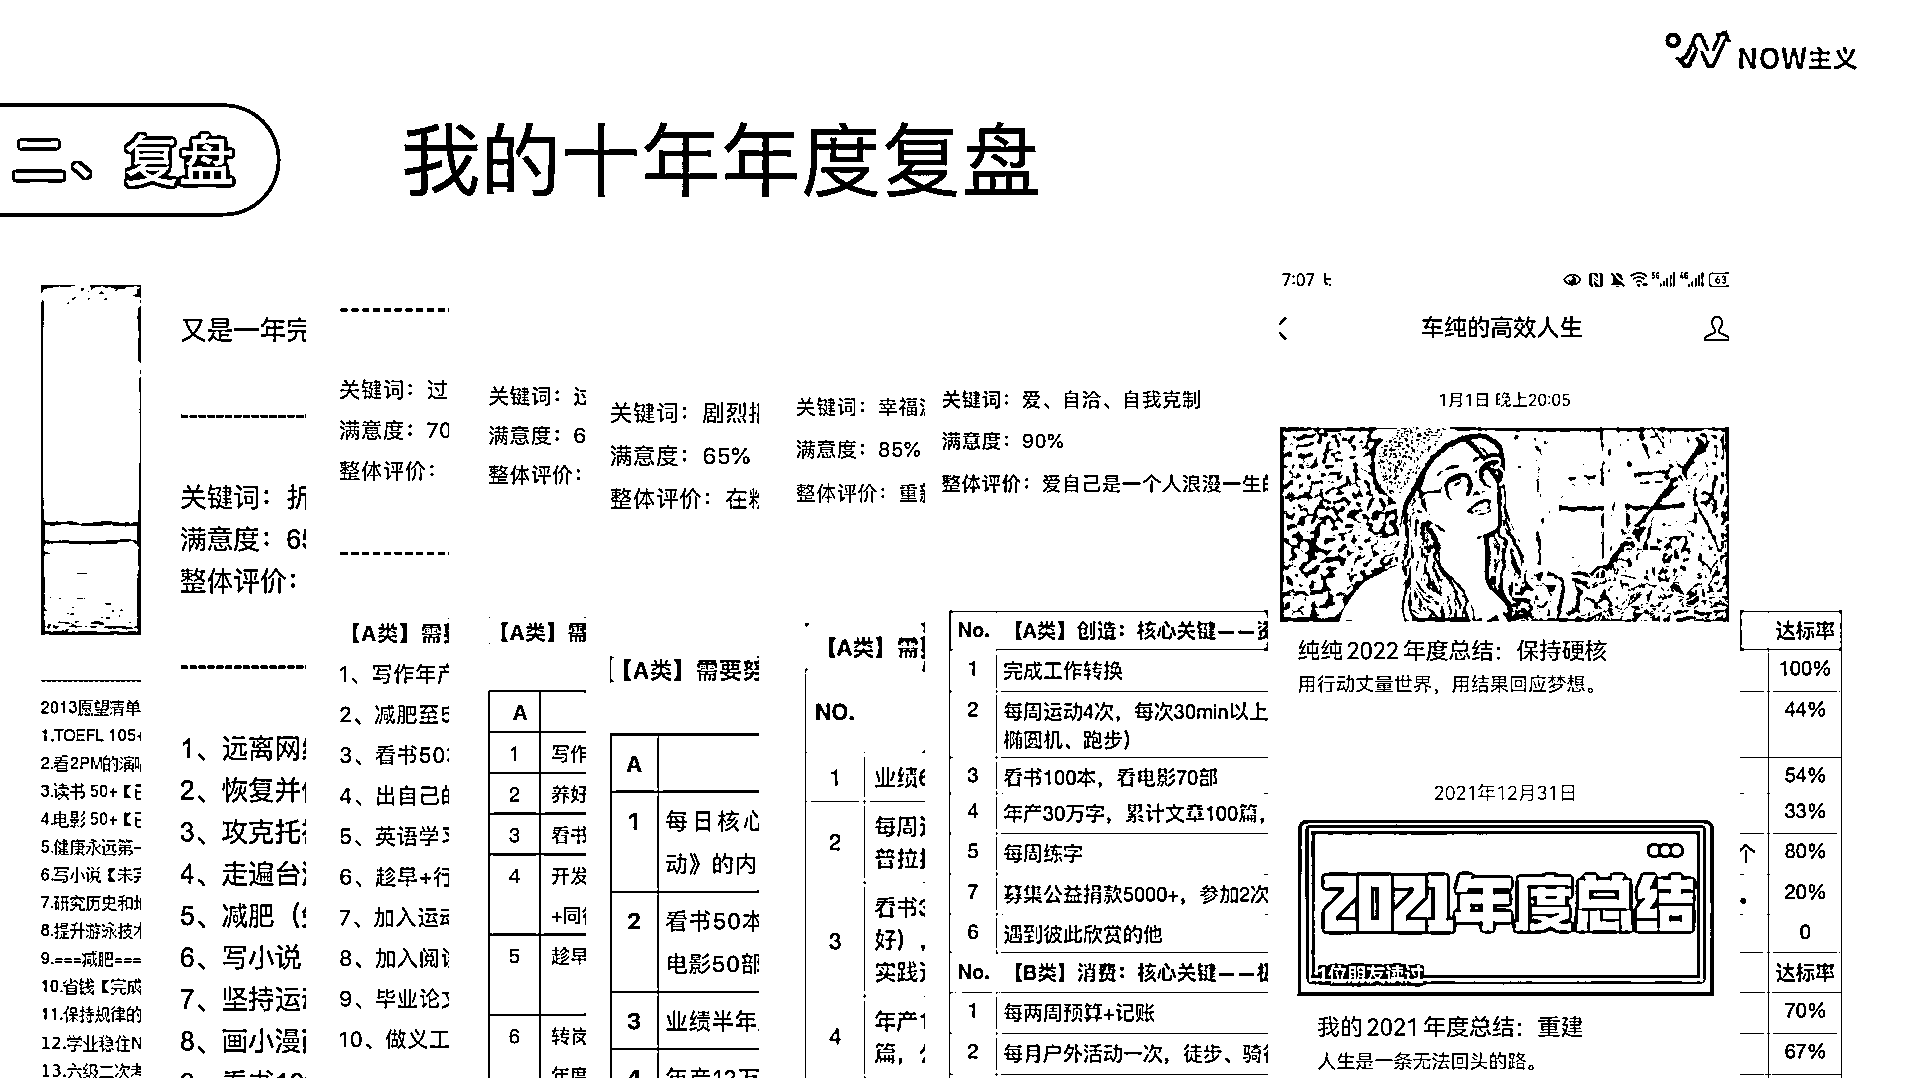 NOW主义
二、复盘
我的十年年度复盘
2013愿望清单
1.TOEFL 105+
2.看2PM的演
3.读书 50+【已
4.电影 50+【已
5.健康永远第一
6.写小说【未完
7.研究历史和
8.提升游泳技
9.===减肥===
10.省钱【完成
11.保持规律的
12.学业稳住N
13.六级二次考
又是一年完
关键词：折
满意度：65
整体评价：
1、远离网
2、恢复并
3、攻克托
4、走遍台
5、减肥（
6、写小说
7、坚持运
8、画小漫
关键词：过
满意度：70
整体评价：
【A类】需
1、写作年产
2、减肥至5
3、看书50
4、出自己的
5、英语学习
6、趁早+行
7、加入运动
8、加入阅读
9、毕业论文
10、做义工
关键词：过
满意度：6
整体评价：
【A类】需
A
1 写作
2 养好
3 看书
4 开发
+同
5 趁早
6 转岗
年度
关键词：剧烈
满意度：65%
整体评价：在
【A类】需要努
A
1 每日核心
动》的内
2 看书50本
电影50部
3 业绩半年
4 年产12万
关键词：幸福
满意度：85%
整体评价：重
【A类】需
NO.
1 业绩
2 每周
普拉
3 看书
好），
实践
4 年产
篇，
关键词：爱、自洽、自我克制
满意度：90%
整体评价：爱自己是一个人浪漫一生的
No. 【A类】创造：核心关键——资 达标率
1 完成工作转换 100%
2 每周运动4次，每次30min以上 44%
椭圆机、跑步）
3 看书100本，看电影70部 54%
4 年产30万字，累计文章100篇， 33%
5 每周练字 80%
7 募集公益捐款5000+，参加2次 20%
6 遇到彼此欣赏的他 0
No. 【B类】消费：核心关键——极 达标率
1 每两周预算+记账 70%
2 每月户外活动一次，徒步、骑行 67%
7:07
63
车纯的高效人生
1月1日 晚上20:05
纯纯2022年度总结：保持硬核
用行动丈量世界，用结果回应梦想。
2021年12月31日
2021年度总结
1位朋友读过
我的2021年度总结：重建
人生是一条无法回头的路。